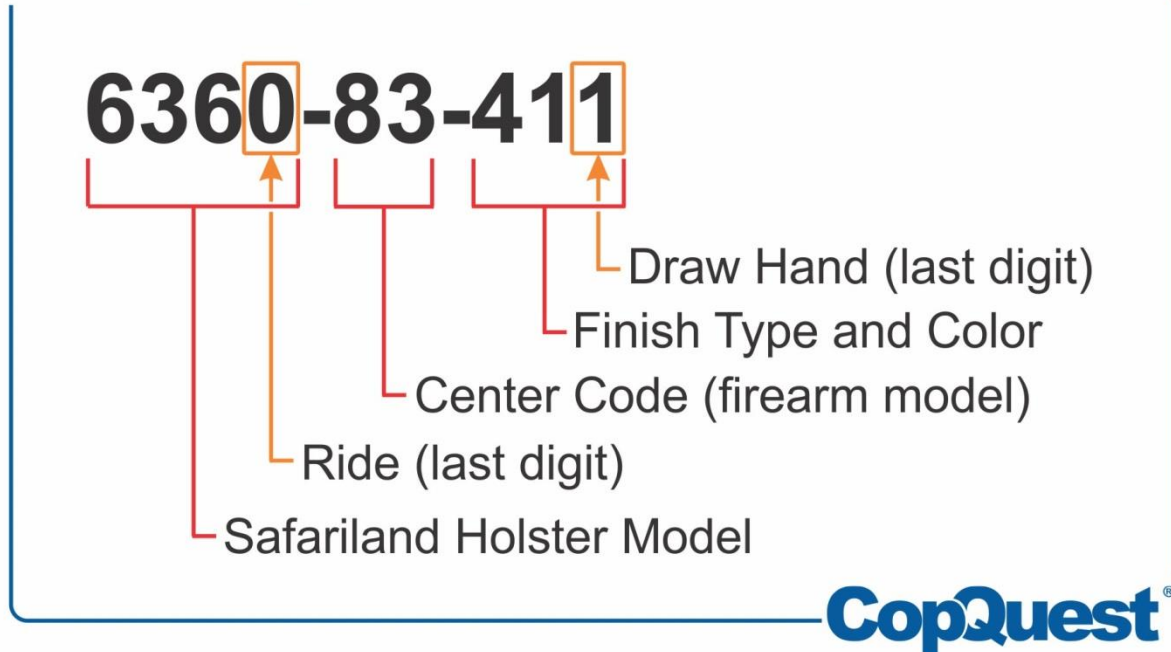 6360-83-411
Draw Hand (last digit)
Finish Type and Color
Center Code (firearm model)
Ride (last digit)
Safariland Holster Model
CopQuest®